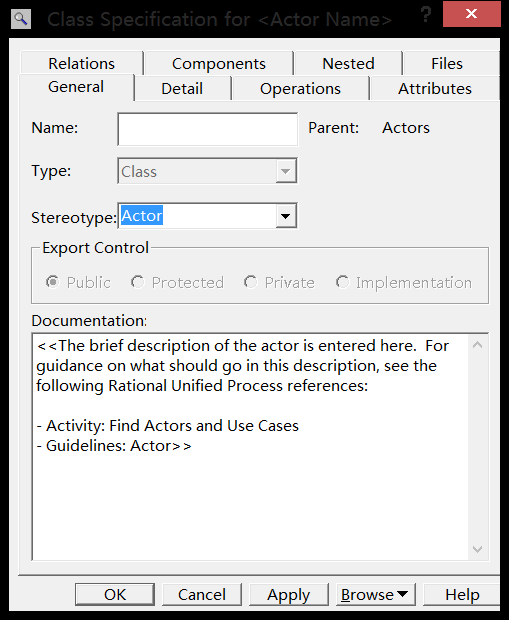 Class Specification for <Actor Name>
?
Relations Components Nested Files
General Detail Operations Attributes
Name: Parent: Actors
Type: Class
Stereotype: Actor
Export Control
Public Protected Private Implementation
Documentation:
<<The brief description of the actor is entered here.  For
guidance on what should go in this description, see the
following Rational Unified Process references:
- Activity: Find Actors and Use Cases
- Guidelines: Actor>>
OK Cancel Apply Browse Help